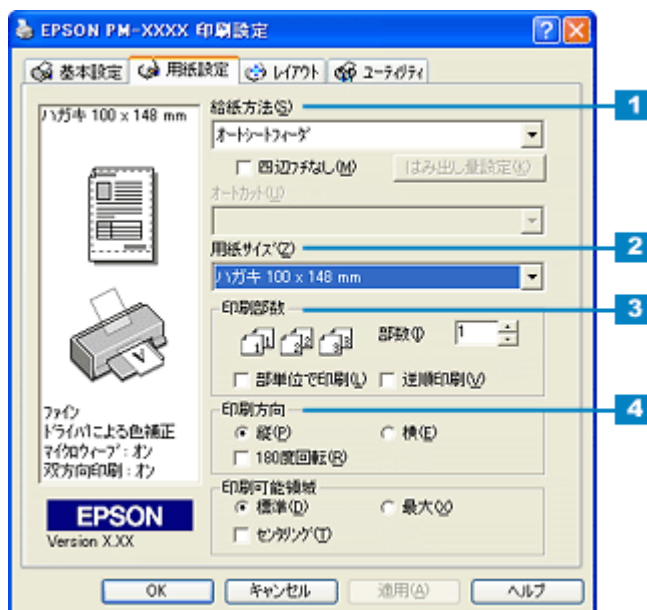 EPSON PM-XXXX 印刷設定
基本設定 用紙設定 レイアウト ユーティリティ
ハガキ 100 x 148 mm
給紙方法(S)
1
オートシートフィーダ
四辺フチなし(M) はみ出し量設定(K)
オートカット(U)
用紙サイズ(Z)
2
ハガキ 100 x 148 mm
印刷部数
3
部数(I) 1
部単位で印刷(L) 逆順印刷(V)
印刷方向
4
縦(P) 横(E)
180度回転(R)
印刷可能領域
標準(D) 最大(X)
センタリング(T)
ファイン
ドライバによる色補正
マイクロウィーブ:オン
双方向印刷:オン
EPSON
Version X.XX
OK キャンセル 適用(A) ヘルプ